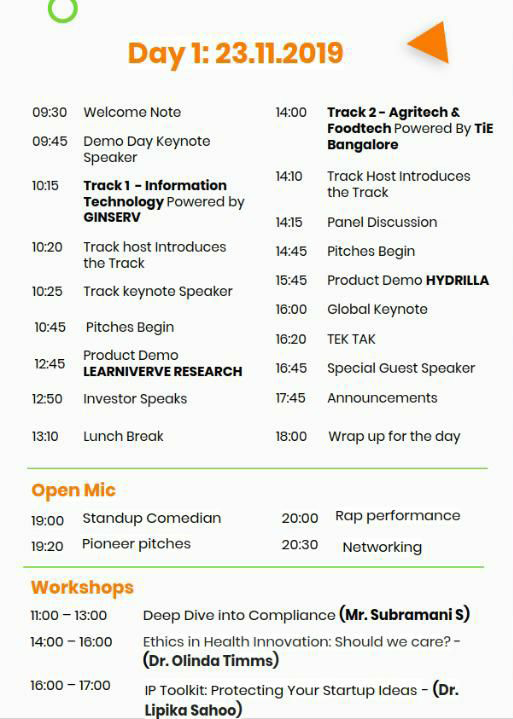 Day 1: 23.11.2019
09:30 Welcome Note
09:45 Demo Day Keynote
Speaker
10:15 Track 1 - Information
Technology Powered by
GINSERV
10:20 Track host Introduces
the Track
10:25 Track keynote Speaker
10:45 Pitches Begin
12:45 Product Demo
LEARNIVERVE RESEARCH
12:50 Investor Speaks
13:10 Lunch Break
14:00 Track 2 - Agritech &
Foodtech Powered By TiE
Bangalore
14:10 Track Host Introduces
the Track
14:15 Panel Discussion
14:45 Pitches Begin
15:45 Product Demo HYDRILLA
16:00 Global Keynote
16:20 TEK TAK
16:45 Special Guest Speaker
17:45 Announcements
18:00 Wrap up for the day
Open Mic
19:00 Standup Comedian
19:20 Pioneer pitches
20:00 Rap performance
20:30 Networking
Workshops
11:00 – 13:00 Deep Dive into Compliance (Mr. Subramani S)
14:00 – 16:00 Ethics in Health Innovation: Should we care? -
(Dr. Olinda Timms)
16:00 – 17:00 IP Toolkit: Protecting Your Startup Ideas - (Dr.
Lipika Sahoo)